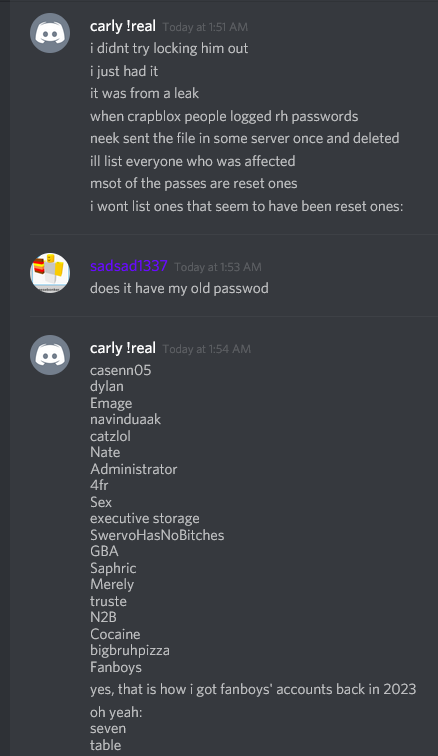 carly !real Today at 1:51 AM
i didnt try locking him out
i just had it
it was from a leak
when crapblox people logged rh passwords
neek sent the file in some server once and deleted
ill list everyone who was affected
msot of the passes are reset ones
i wont list ones that seem to have been reset ones:
sadsad1337 Today at 1:53 AM
does it have my old passwod
carly !real Today at 1:54 AM
casenn05
dylan
Emage
navinduaak
catzlol
Nate
Administrator
4fr
Sex
executive storage
SwervoHasNoBitches
GBA
Saphric
Merely
truste
N2B
Cocaine
bigbruhpizza
Fanboys
yes, that is how i got fanboys' accounts back in 2023
oh yeah:
seven
table